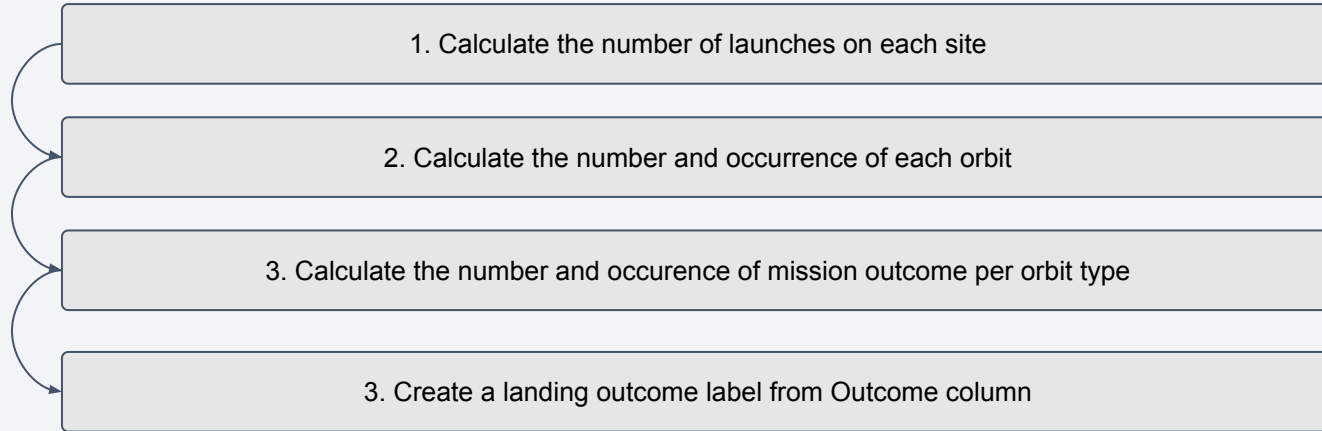 1. Calculate the number of launches on each site
2. Calculate the number and occurrence of each orbit
3. Calculate the number and occurence of mission outcome per orbit type
3. Create a landing outcome label from Outcome column